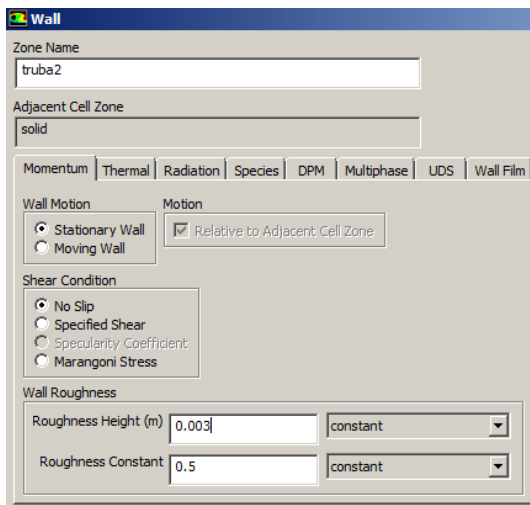 Wall
Zone Name
truba2
Adjacent Cell Zone
solid
Momentum Thermal Radiation Species DPM Multiphase UDS Wall Film
Wall Motion Motion
Stationary Wall Relative to Adjacent Cell Zone
Moving Wall
Shear Condition
No Slip
Specified Shear
Specularity Coefficient
Marangoni Stress
Wall Roughness
Roughness Height (m) 0.003 constant
Roughness Constant 0.5 constant